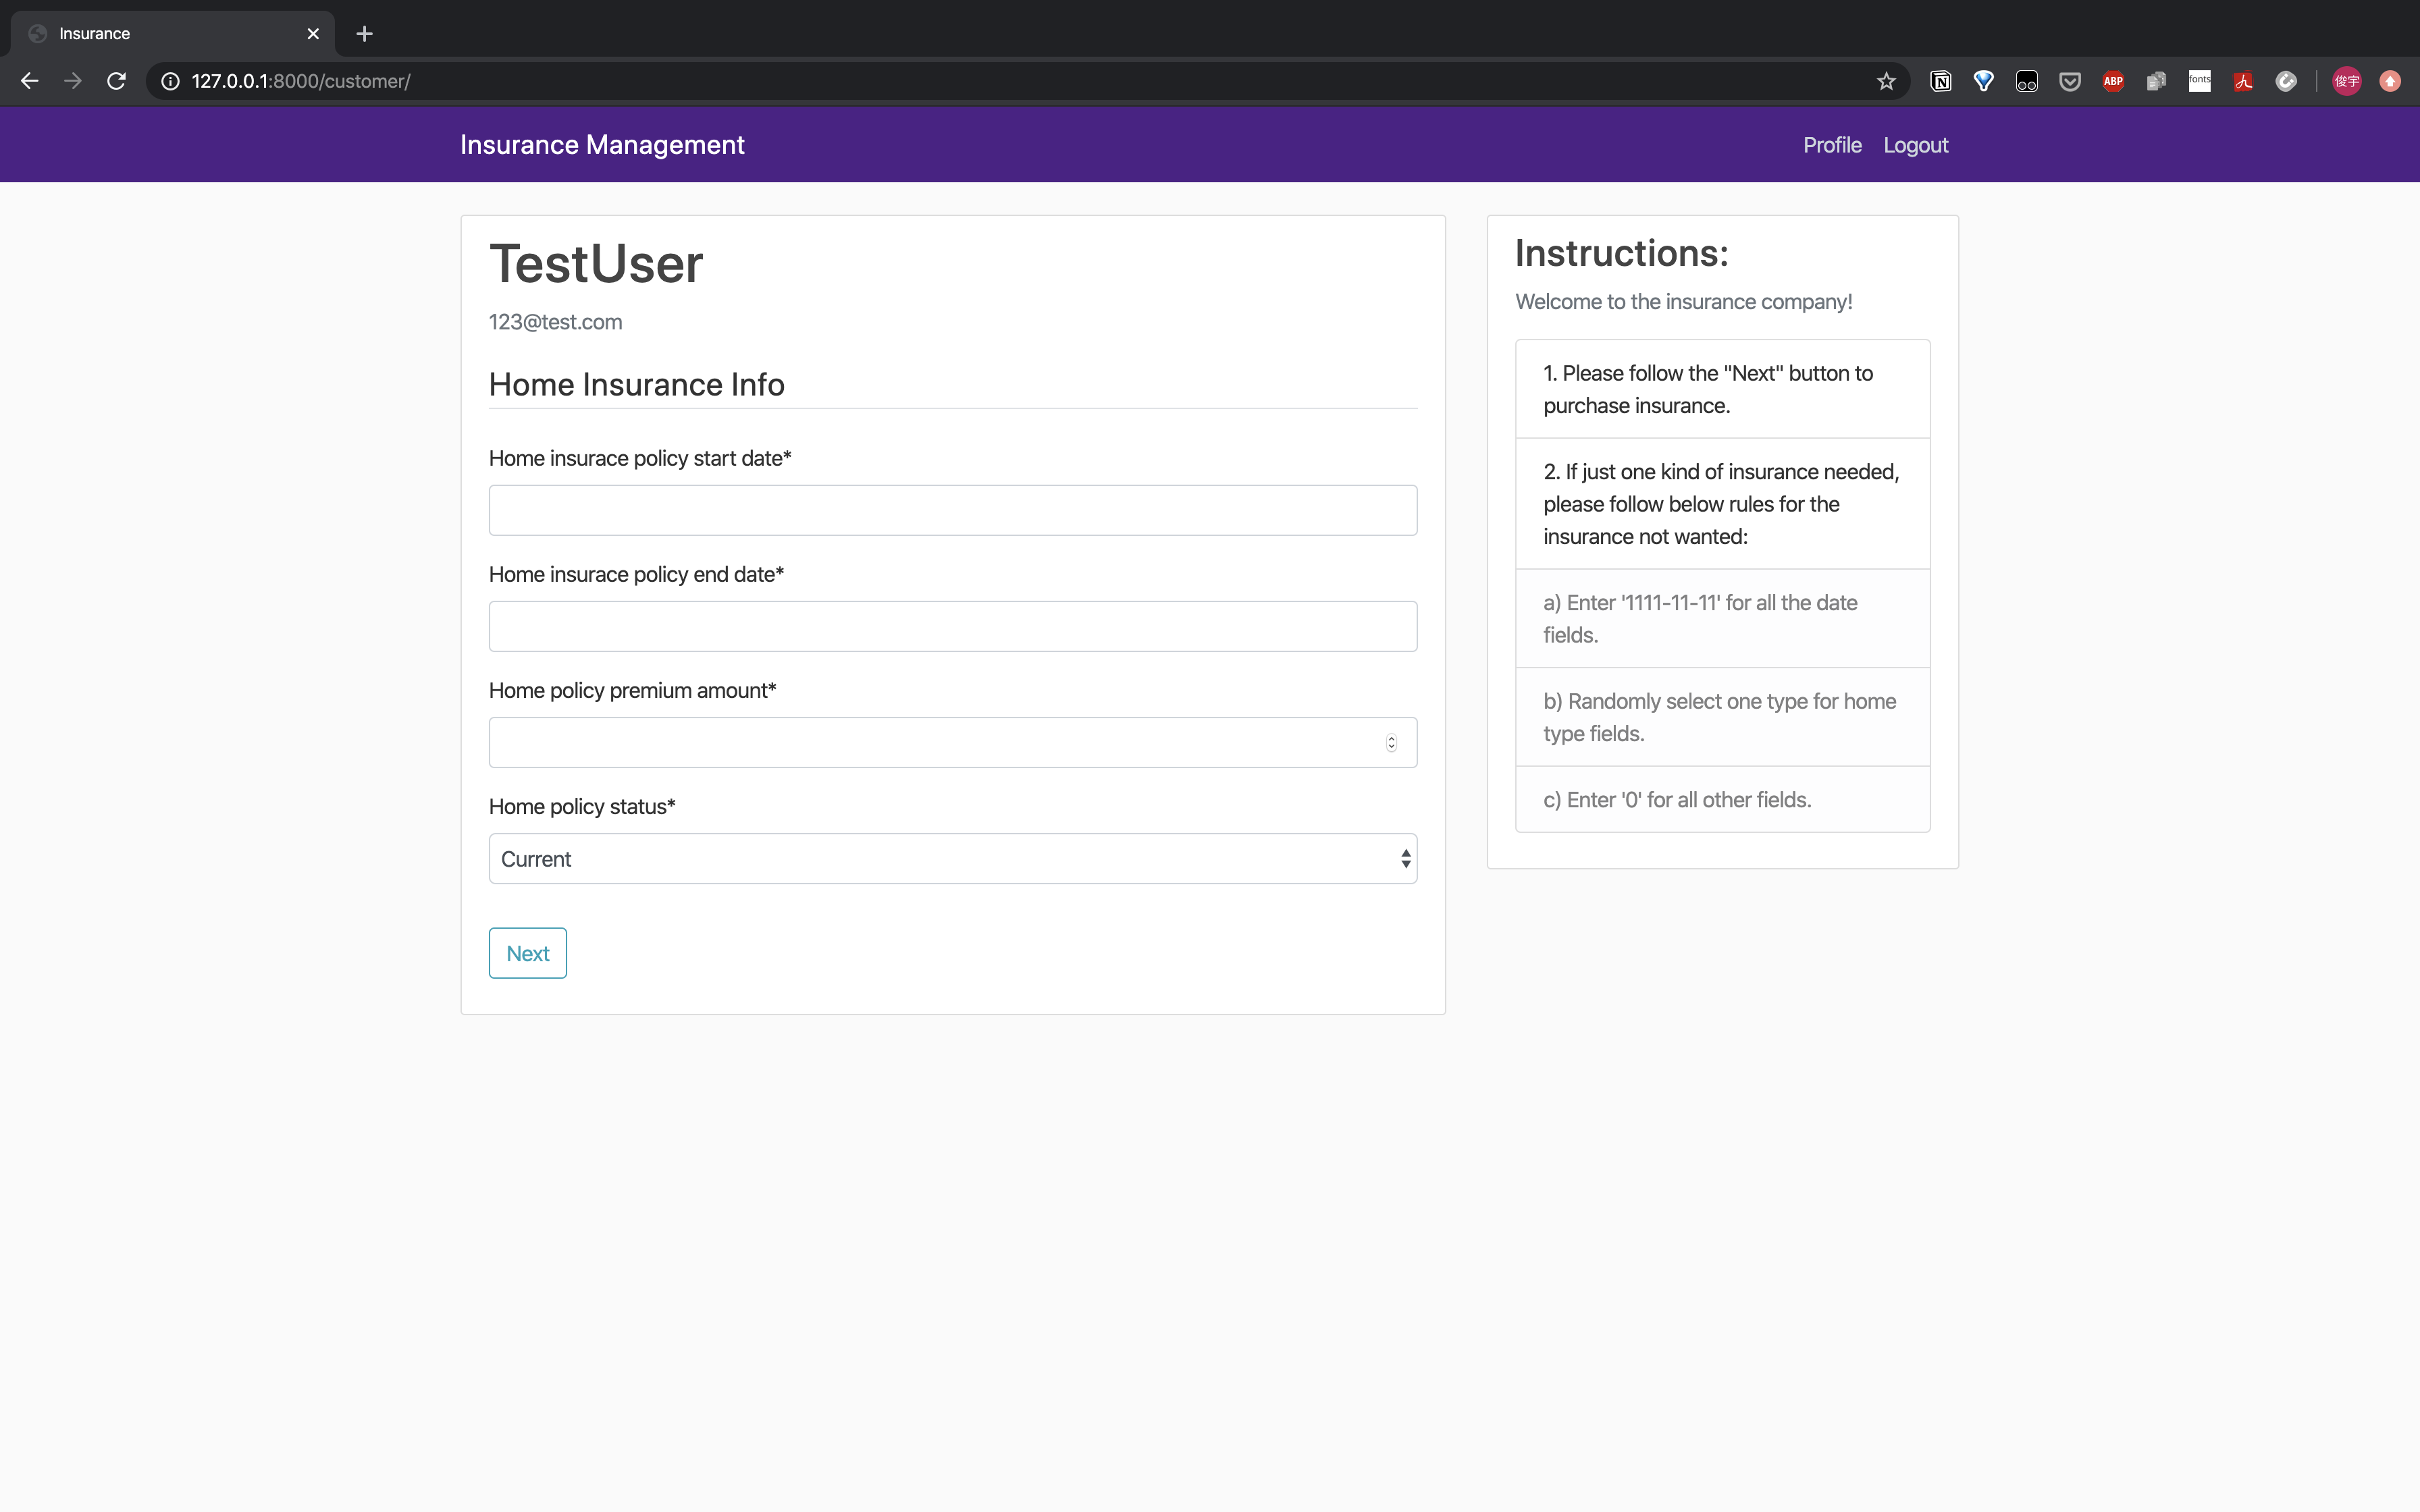 Insurance
127.0.0.1:8000/customer/
ABP
fonts
俊宇
Insurance Management
Profile
Logout
TestUser
123@test.com
Home Insurance Info
Home insurace policy start date*
Home insurace policy end date*
Home policy premium amount*
Home policy status*
Current
Next
Instructions:
Welcome to the insurance company!
1. Please follow the "Next" button to
purchase insurance.
2. If just one kind of insurance needed,
please follow below rules for the
insurance not wanted:
a) Enter '1111-11-11' for all the date
fields.
b) Randomly select one type for home
type fields.
c) Enter '0' for all other fields.